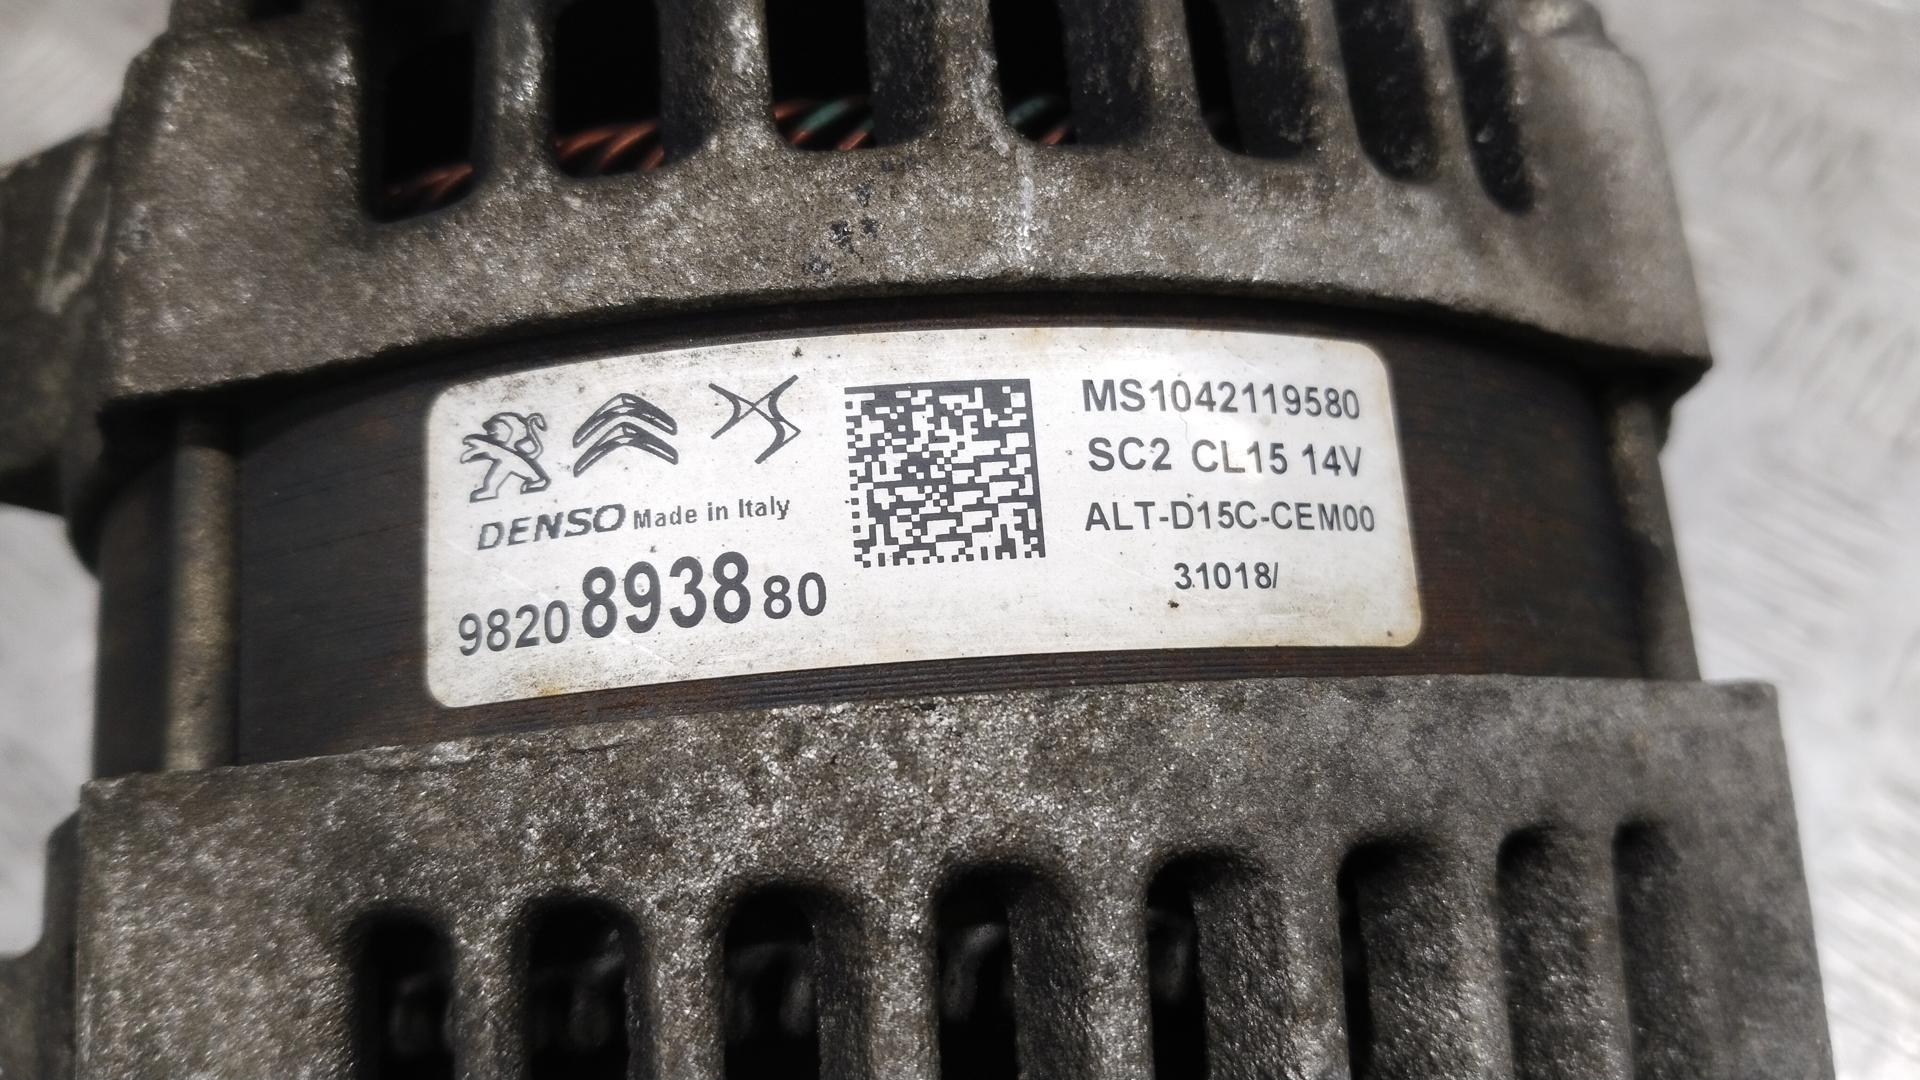 DENSO Made in Italy
9820893880
MS1042119580
SC2 CL15 14V
ALT-D15C-CEM00
31018/